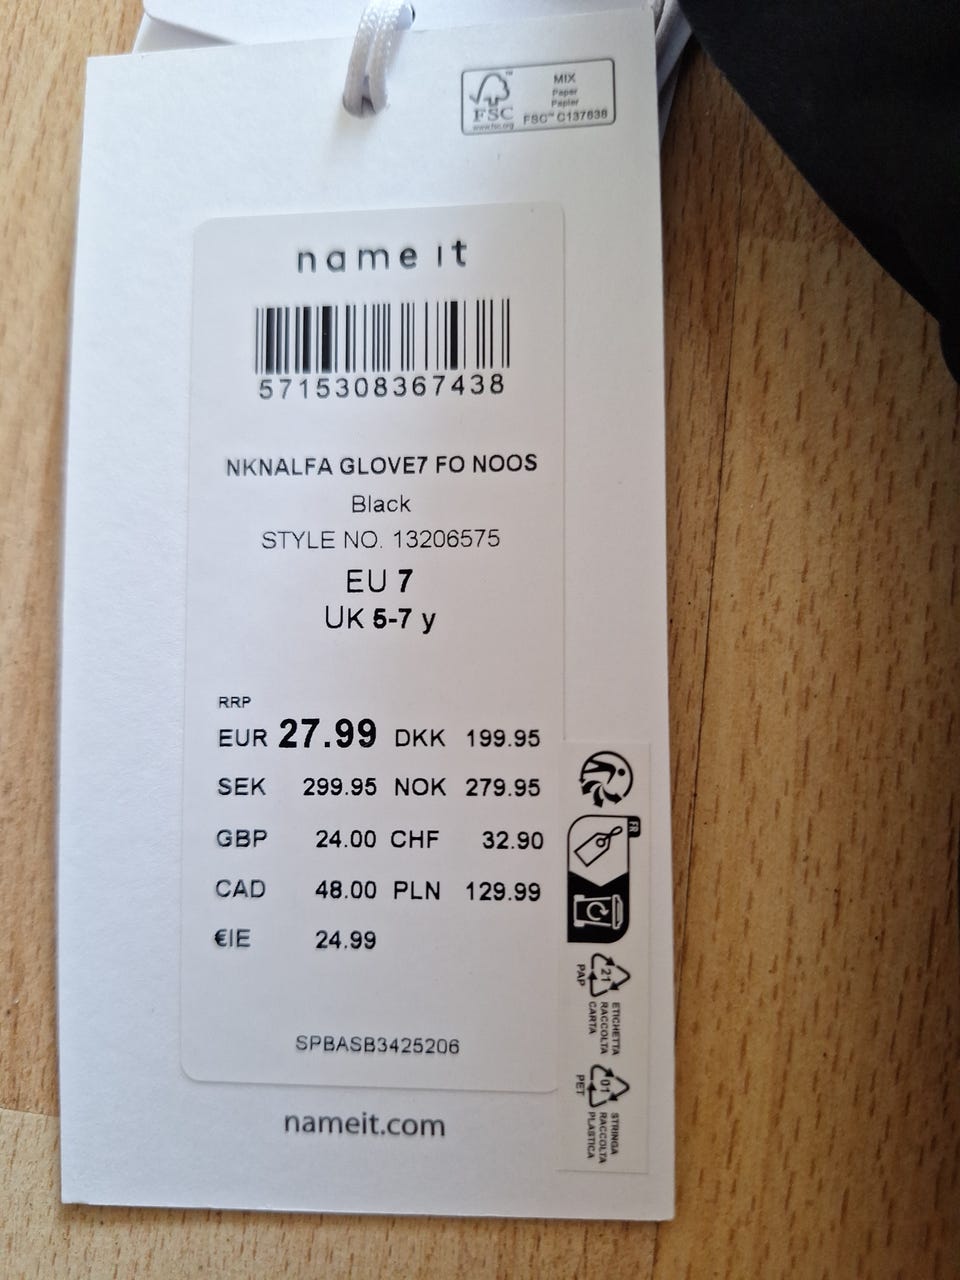 FSC™
www.fsc.org
MIX
Paper
Papier
FSC™ C137638
name it
5715308367438
NKNALFA GLOVE7 FO NOOS
Black
STYLE NO. 13206575
EU 7
UK 5-7 y
RRP
EUR 27.99 DKK 199.95
SEK 299.95 NOK 279.95
GBP 24.00 CHF 32.90
CAD 48.00 PLN 129.99
€IE 24.99
SPBASB3425206
nameit.com
FR
21
PAP
ETICHETTA
RACCOLTA
CARTA
01
PET
STRINGA
RACCOLTA
PLASTICA